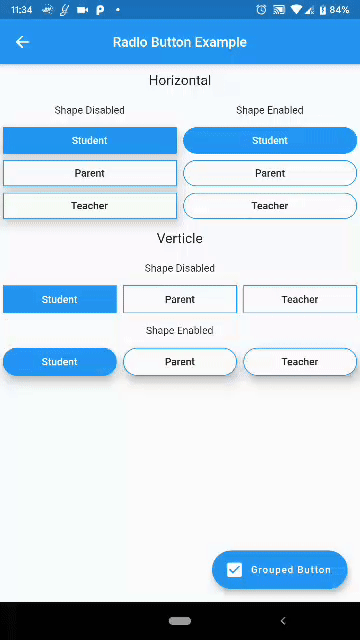 11:34 84%
Radio Button Example
Horizontal
Shape Disabled Shape Enabled
Student Student
Parent Parent
Teacher Teacher
Verticle
Shape Disabled
Student Parent Teacher
Shape Enabled
Student Parent Teacher
Grouped Button